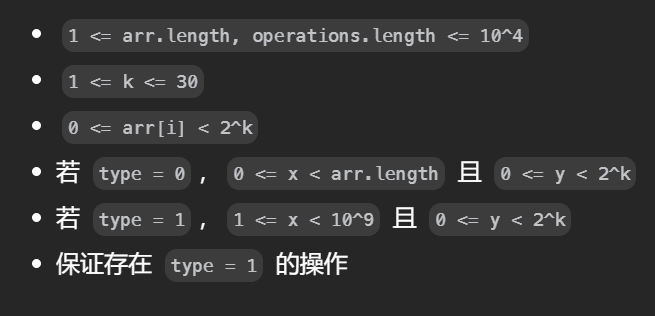 1 <= arr.length, operations.length <= 10^4
1 <= k <= 30
0 <= arr[i] < 2^k
若 type = 0 ， 0 <= x < arr.length 且 0 <= y < 2^k
若 type = 1 ， 1 <= x < 10^9 且 0 <= y < 2^k
保证存在 type = 1 的操作